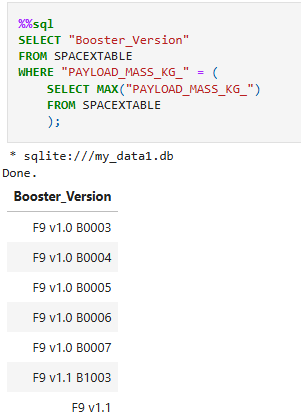 %%sql
SELECT "Booster_Version"
FROM SPACEXTABLE
WHERE "PAYLOAD_MASS_KG_" = (
    SELECT MAX("PAYLOAD_MASS_KG_")
    FROM SPACEXTABLE
    );
* sqlite:///my_data1.db
Done.
Booster_Version
F9 v1.0 B0003
F9 v1.0 B0004
F9 v1.0 B0005
F9 v1.0 B0006
F9 v1.0 B0007
F9 v1.1 B1003
F9 v1.1